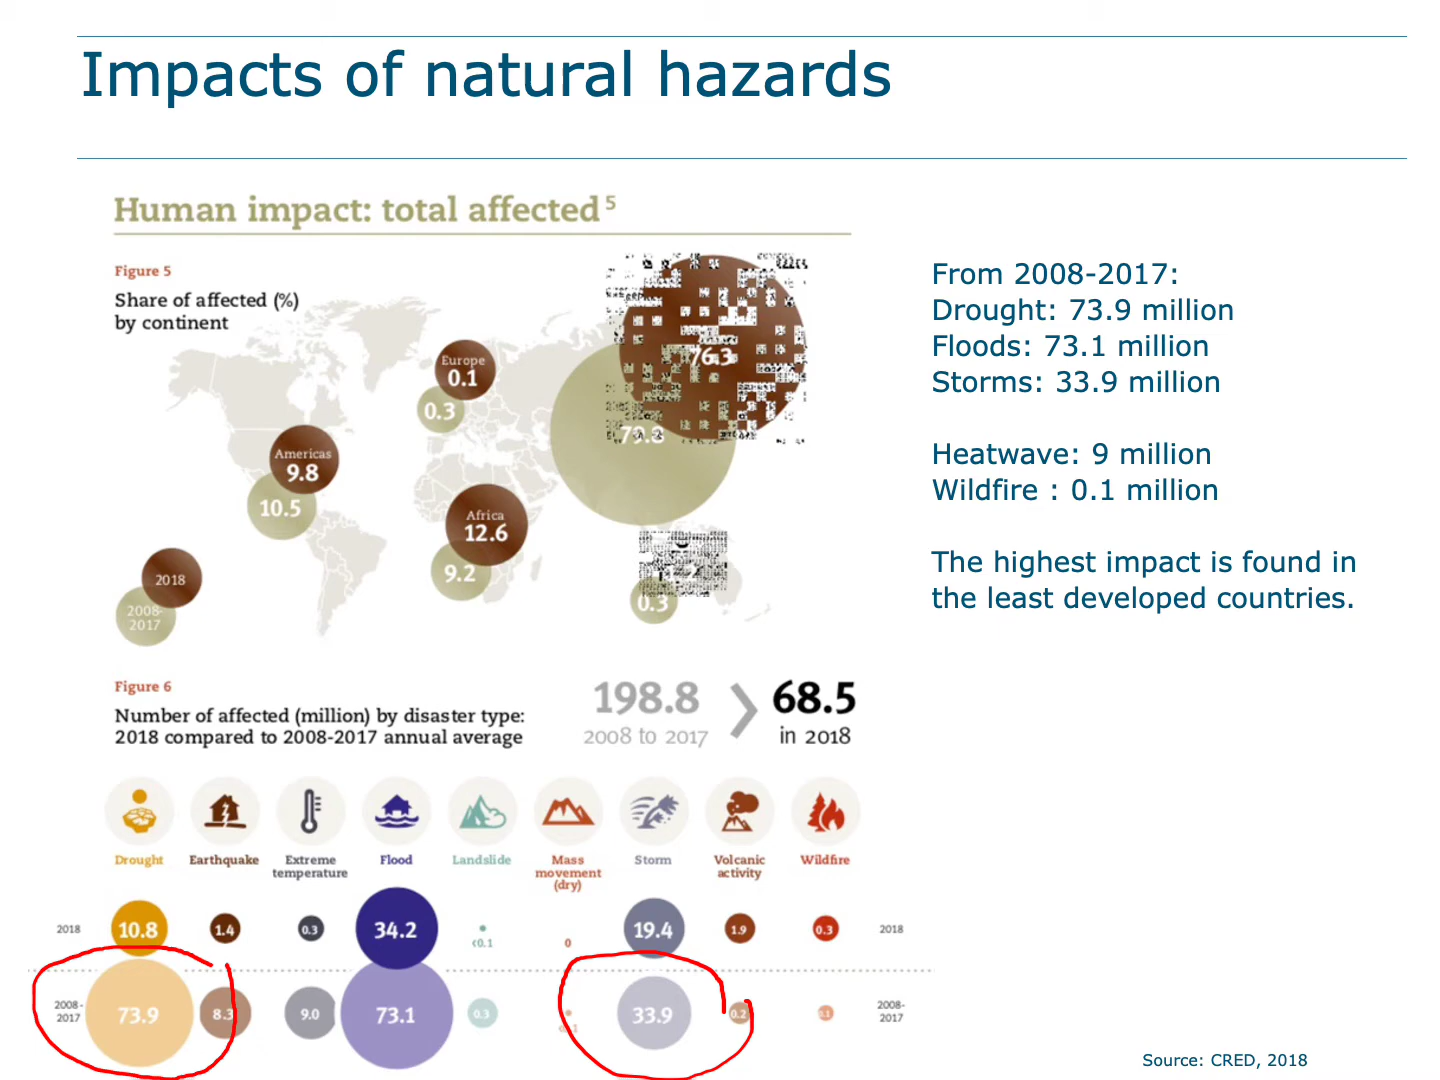 Impacts of natural hazards
Human impact: total affected 5
Figure 5
Share of affected (%)
by continent
Europe
0.1
0.3
76.3
79.8
Americas
9.8
10.5
Africa
12.6
9.2
0.3
2018
2008-
2017
Figure 6
Number of affected (million) by disaster type:
2018 compared to 2008-2017 annual average
198.8
2008 to 2017
68.5
in 2018
Drought
Earthquake
Extreme
temperature
Flood
Landslide
Mass
movement
(dry)
Storm
Volcanic
activity
Wildfire
2018
10.8
1.4
0.3
34.2
<0.1
0
19.4
1.9
0.3
2018
2008-
2017
73.9
8.3
9.0
73.1
0.3
33.9
0.2
0.1
2008-
2017
From 2008-2017:
Drought: 73.9 million
Floods: 73.1 million
Storms: 33.9 million
Heatwave: 9 million
Wildfire : 0.1 million
The highest impact is found in
the least developed countries.
Source: CRED, 2018